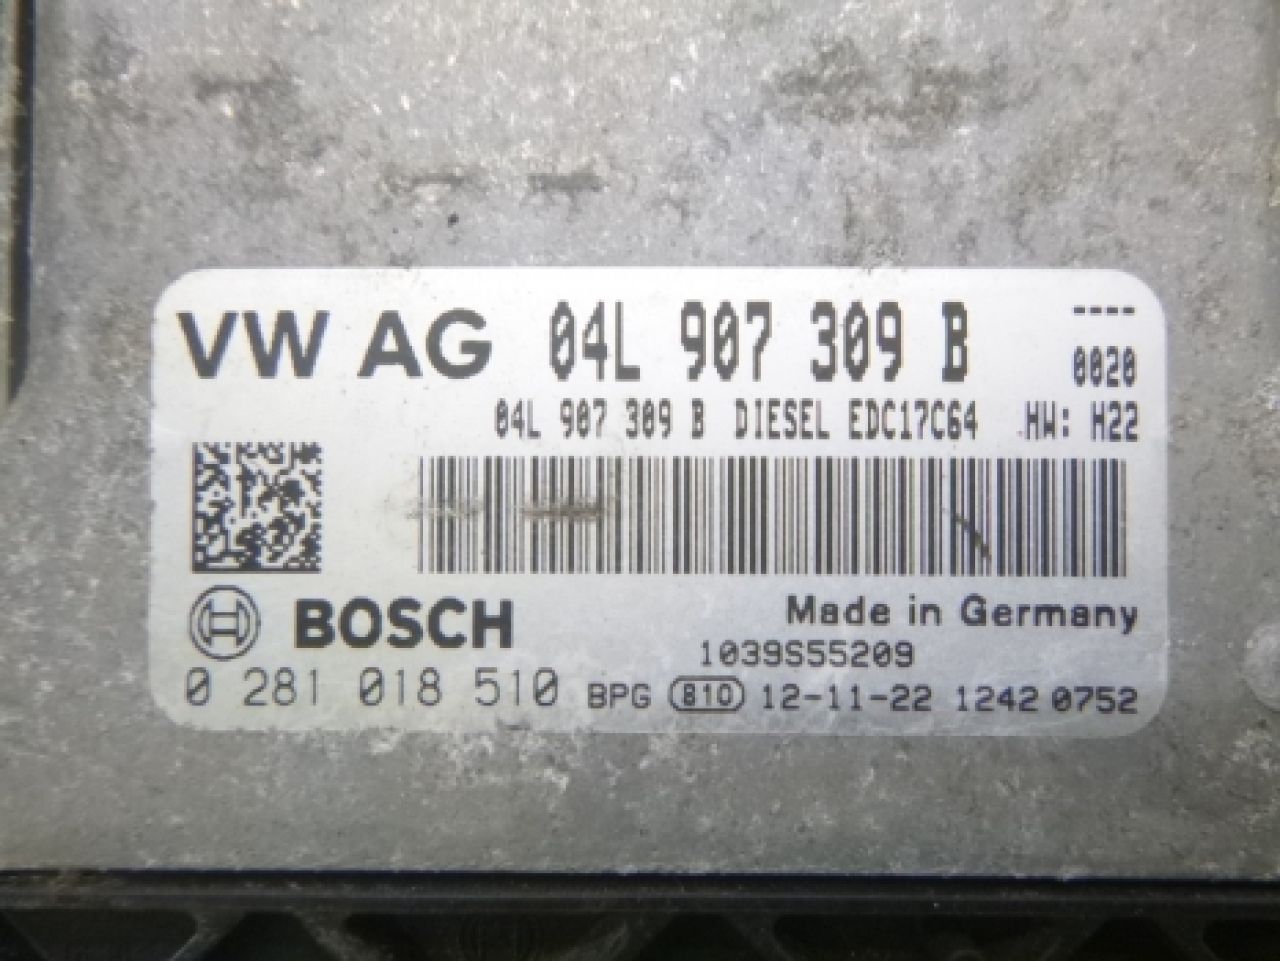 VW AG 04L 907 309 B ----
0020
04L 907 309 B DIESEL EDC17C64 HW: H22
BOSCH
Made in Germany
1039S55209
0 281 018 510 BPG 810 12-11-22 1242 0752